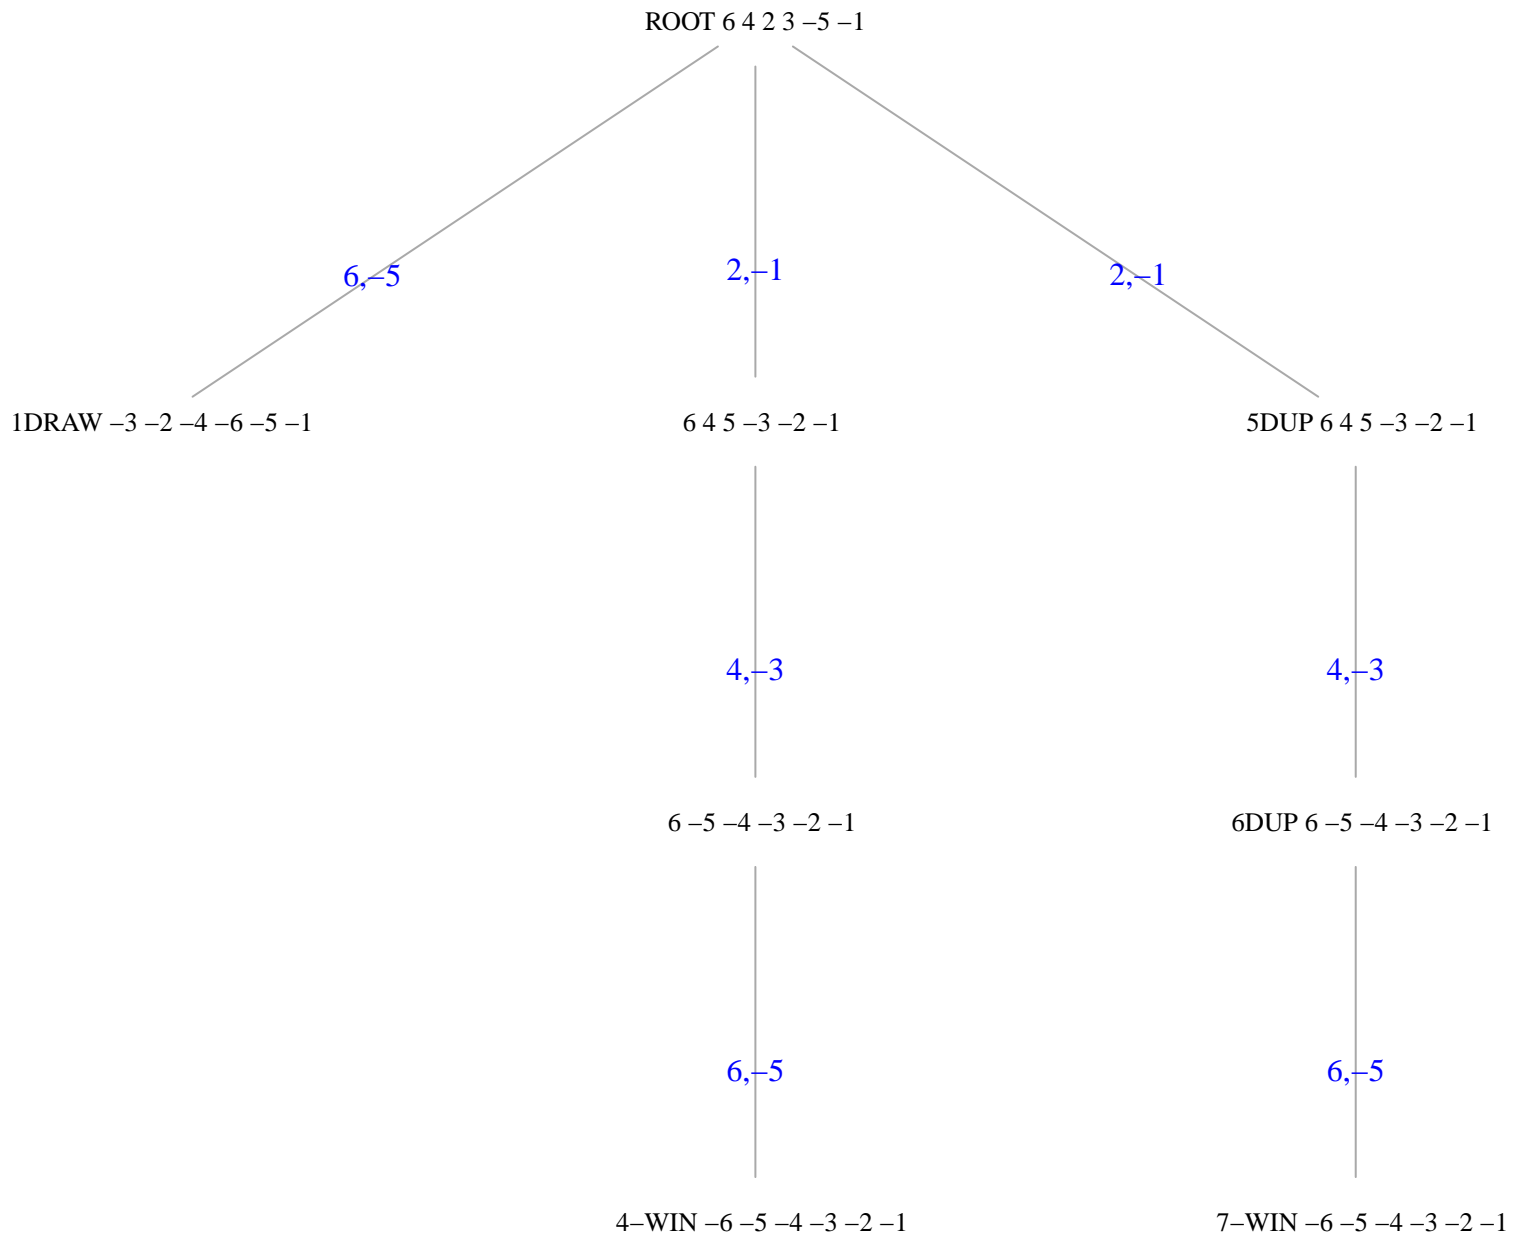 ROOT 6 4 2 3 –5 –1
6,–5
2,–1
2,–1
1DRAW –3 –2 –4 –6 –5 –1
6 4 5 –3 –2 –1
5DUP 6 4 5 –3 –2 –1
4,–3
4,–3
6 –5 –4 –3 –2 –1
6DUP 6 –5 –4 –3 –2 –1
6,–5
6,–5
4–WIN –6 –5 –4 –3 –2 –1
7–WIN –6 –5 –4 –3 –2 –1